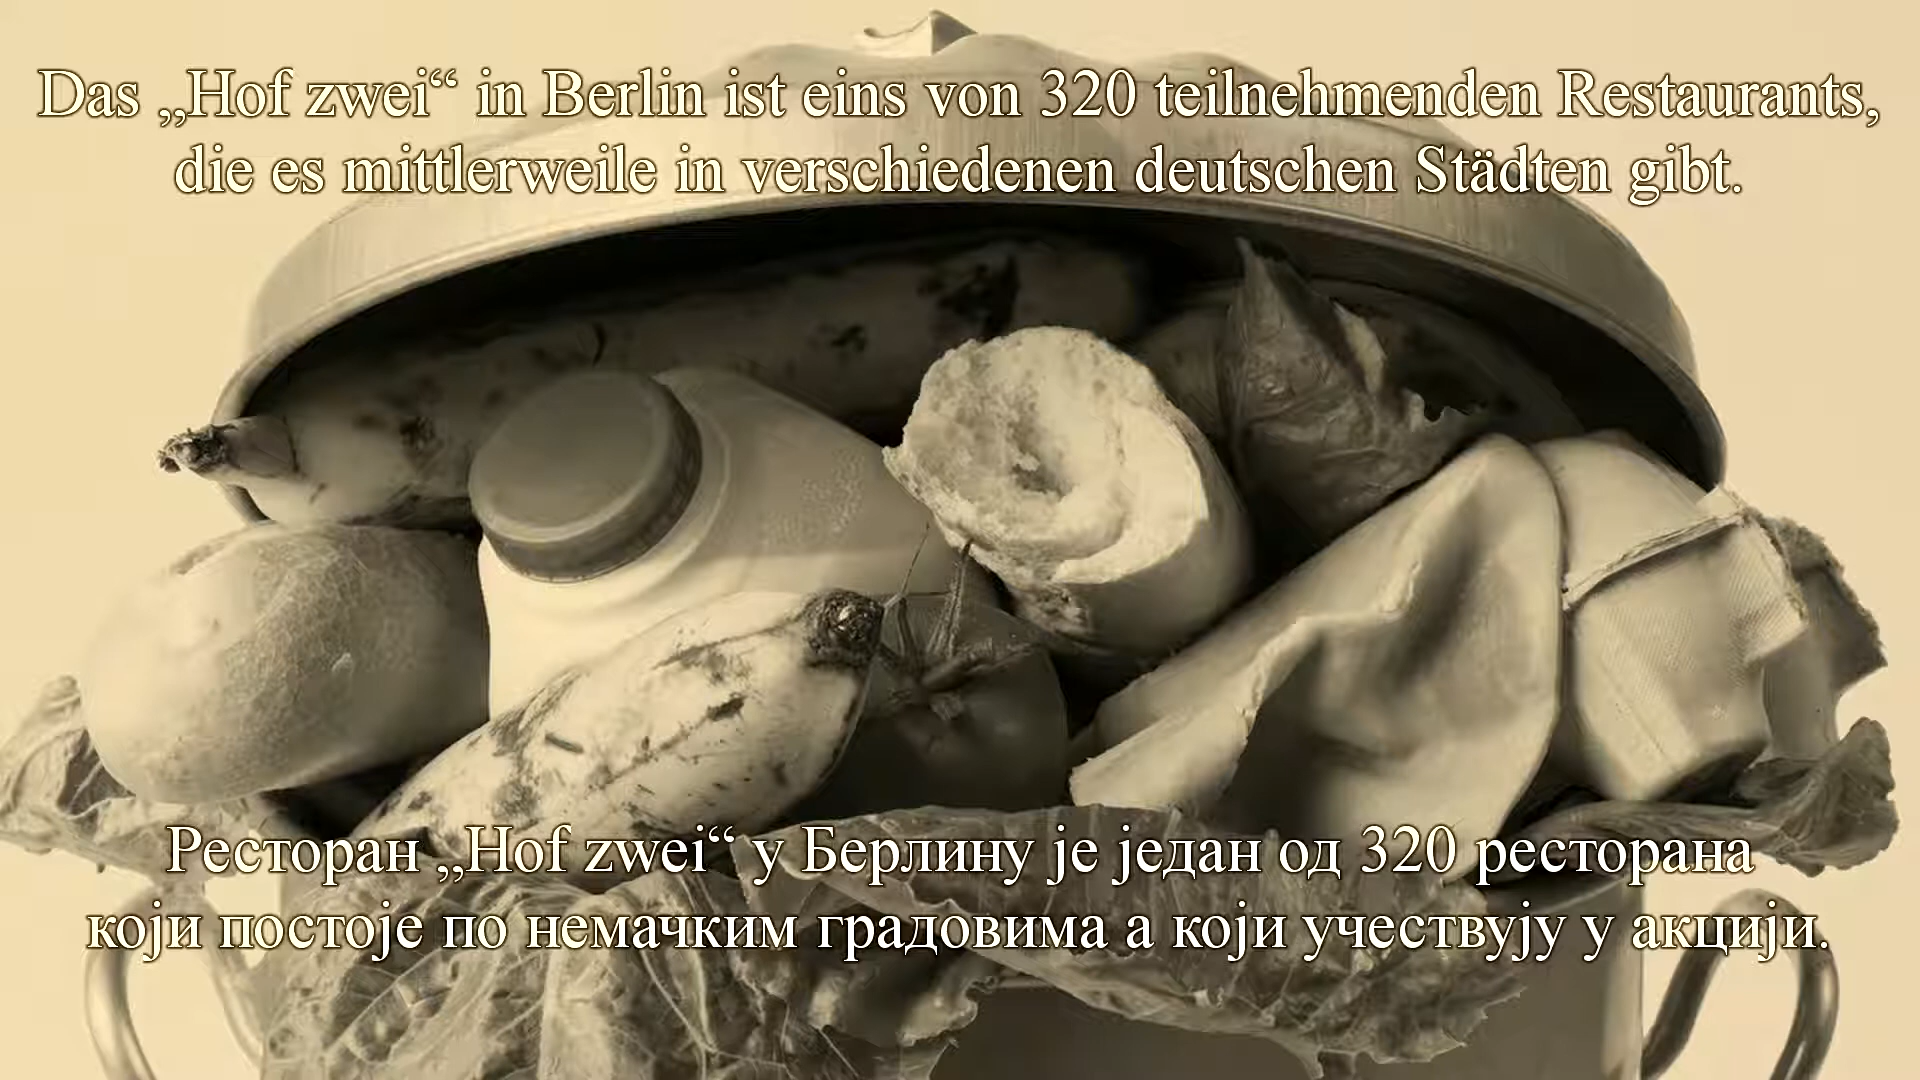 Das „Hof zwei“ in Berlin ist eins von 320 teilnehmenden Restaurants,
die es mittlerweile in verschiedenen deutschen Städten gibt.
Ресторан „Hof zwei“ у Берлину је један од 320 ресторана
који постоје по немачким градовима а који учествују у акцији.